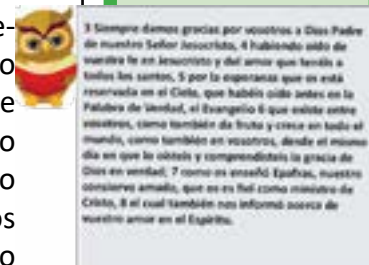 e-
o
e
o
o
os
o
3 Siempre damos gracias por vosotros a Dios Padre
de nuestro Señor Jesucristo, 4 habiendo oído de
vuestra fe en Jesucristo y del amor que tenéis a
todos los santos, 5 por la esperanza que os está
reservada en el Cielo, que habéis oído antes en la
Palabra de Verdad, el Evangelio 6 que existe entre
vosotros, como también da fruto y crece en todo el
mundo, como también en vosotros, desde el mismo
día en que lo oísteis y comprendisteis la gracia de
Dios en verdad; 7 como os enseñó Epafras, nuestro
consiervo amado, que es es fiel como ministro de
Cristo, 8 el cual también nos informó acerca de
vuestro amor en el Espíritu.